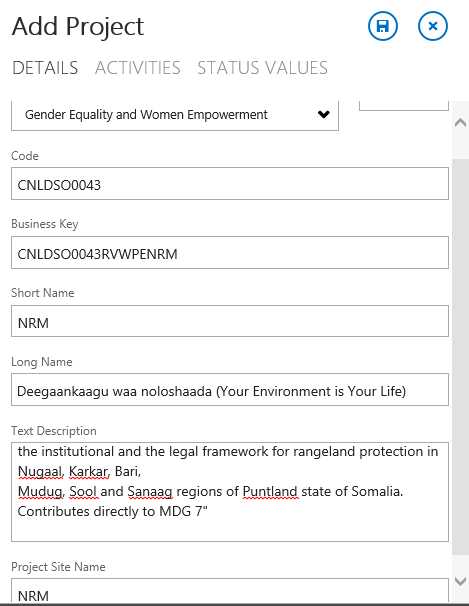 Add Project
DETAILS ACTIVITIES STATUS VALUES
Gender Equality and Women Empowerment
Code
CNLDSO0043
Business Key
CNLDSO0043RVWPENRM
Short Name
NRM
Long Name
Deegaankaagu waa noloshaada (Your Environment is Your Life)
Text Description
the institutional and the legal framework for rangeland protection in
Nugaal, Karkar, Bari,
Mudug, Sool and Sanaag regions of Puntland state of Somalia.
Contributes directly to MDG 7"
Project Site Name
NRM